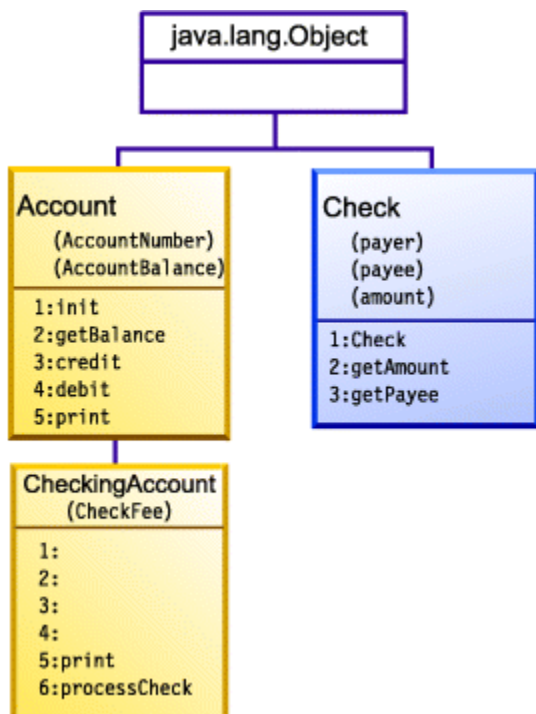 java.lang.Object
Account
(AccountNumber)
(AccountBalance)
1:init
2:getBalance
3:credit
4:debit
5:print
Check
(payer)
(payee)
(amount)
1:Check
2:getAmount
3:getPayee
CheckingAccount
(CheckFee)
1:
2:
3:
4:
5:print
6:processCheck